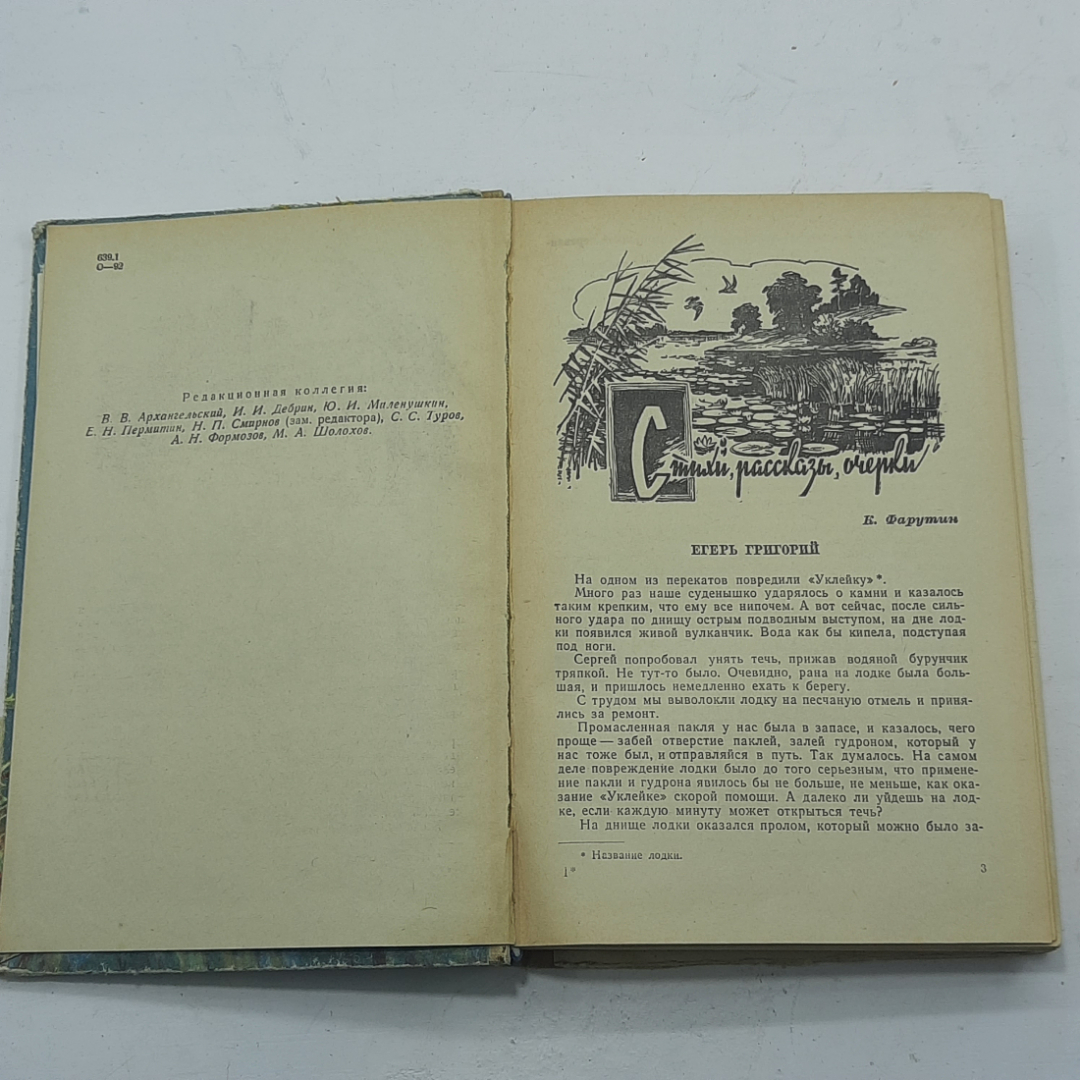 639.1
О—92
Редакционная коллегия:
В. В. Архангельский, И. И. Дебрин, Ю. И. Миленушкин,
Е. Н. Пермитин, Н. П. Смирнов (зам. редактора), С. С. Туров,
А. Н. Формозов, М. А. Шолохов.
Стихи, рассказы, очерки
К. Фарутин
ЕГЕРЬ ГРИГОРИЙ
На одном из перекатов повредили «Уклейку»*.
Много раз наше суденышко ударялось о камни и казалось
таким крепким, что ему все нипочем. А вот сейчас, после силь-
ного удара по днищу острым подводным выступом, на дне лод-
ки появился живой вулканчик. Вода как бы кипела, подступая
под ноги.
Сергей попробовал унять течь, прижав водяной бурунчик
тряпкой. Не тут-то было. Очевидно, рана на лодке была боль-
шая, и пришлось немедленно ехать к берегу.
С трудом мы выволокли лодку на песчаную отмель и приня-
лись за ремонт.
Промасленная пакля у нас была в запасе, и казалось, чего
проще — забей отверстие паклей, залей гудроном, который у
нас тоже был, и отправляйся в путь. Так думалось. На самом
деле повреждение лодки было до того серьезным, что примене-
ние пакли и гудрона явилось бы не больше, не меньше, как ока-
зание «Уклейке» скорой помощи. А далеко ли уйдешь на лод-
ке, если каждую минуту может открыться течь?
На днище лодки оказался пролом, который можно было за-
* Название лодки.
1*
3